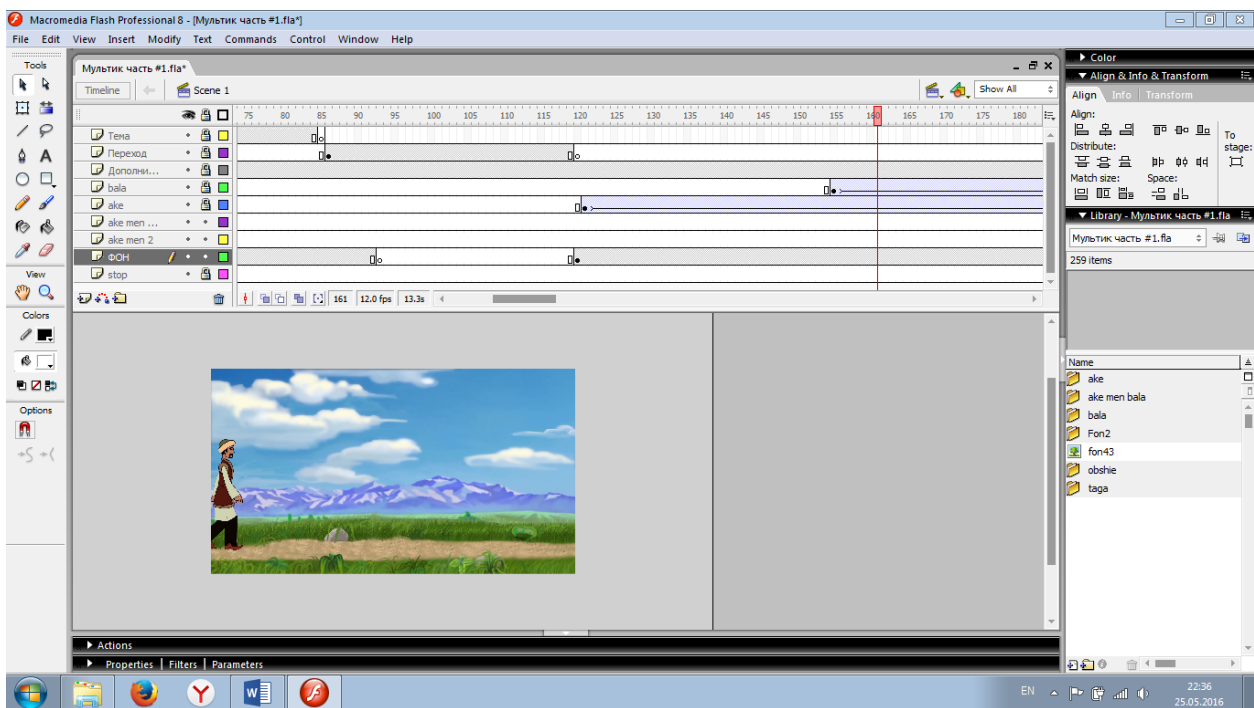 Macromedia Flash Professional 8 - [Мультик часть #1.fla*]
File Edit View Insert Modify Text Commands Control Window Help
Tools
View
Colors
Options
Мультик часть #1.fla*
Timeline
Scene 1
Show All
75 80 85 90 95 100 105 110 115 120 125 130 135 140 145 150 155 160 165 170 175 180
Тема
Переход
Дополни...
bala
ake
ake men ...
ake men 2
ФОН
stop
161 12.0 fps 13.3s
Actions
Properties Filters Parameters
Color
Align & Info & Transform
Align Info Transform
Align:
Distribute:
Match size: Space:
To stage:
Library - Мультик часть #1.fla
Мультик часть #1.fla
259 items
Name
ake
ake men bala
bala
Fon2
fon43
obshie
taga
EN
22:36
25.05.2016